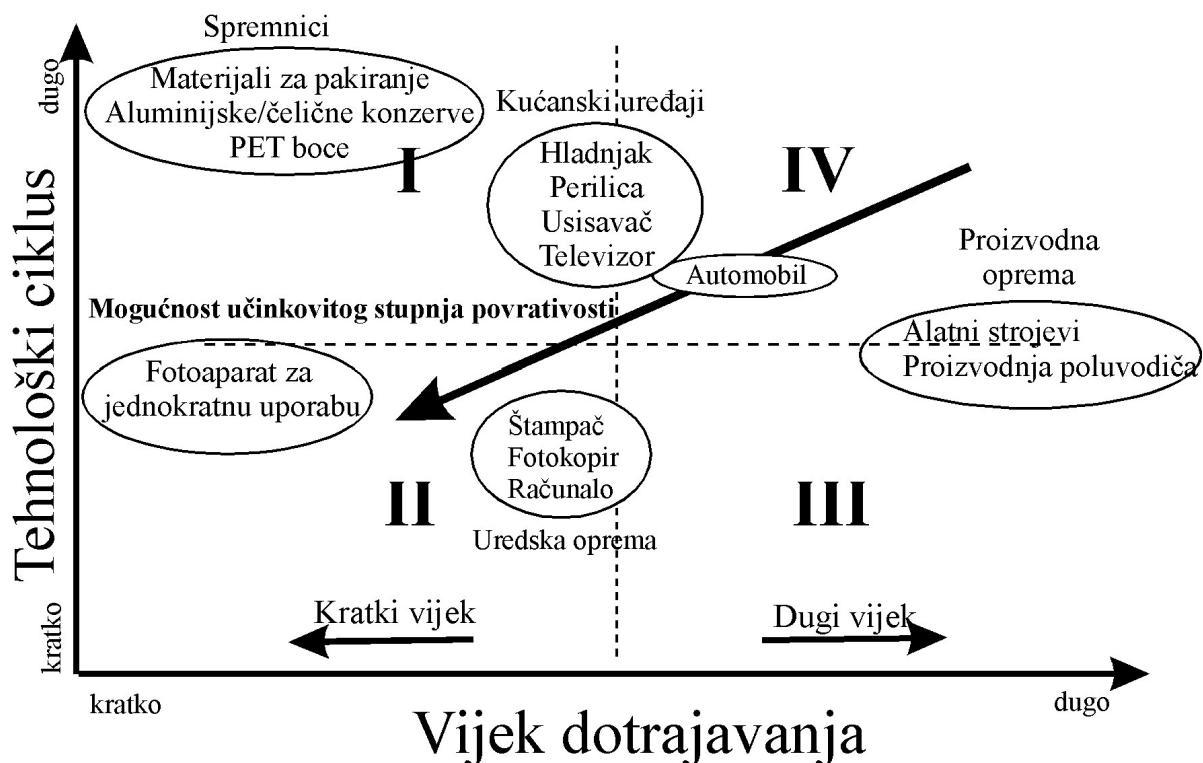 Spremnici
Materijali za pakiranje
Aluminijske/čelične konzerve
PET boce
Kućanski uređaji
Hladnjak
Perilica
Usisavač
Televizor
I
IV
Automobil
Proizvodna
oprema
Alatni strojevi
Proizvodnja poluvodiča
Mogućnost učinkovitog stupnja povrativosti
Fotoaparat za
jednokratnu uporabu
Štampač
Fotokopir
Računalo
Uredska oprema
II
III
Kratki vijek
Dugi vijek
Tehnološki ciklus
dugo
kratko
kratko
dugo
Vijek dotrajavanja